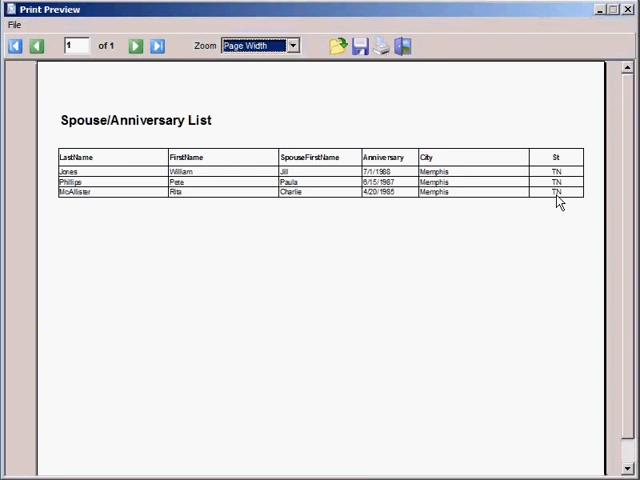 Print Preview
File
1 of 1 Zoom Page Width
Spouse/Anniversary List
LastName FirstName SpouseFirstName Anniversary City St
Jones William Jill 7/1/1988 Memphis TN
Phillips Pete Paula 6/15/1987 Memphis TN
McAllister Rita Charlie 4/20/1985 Memphis TN